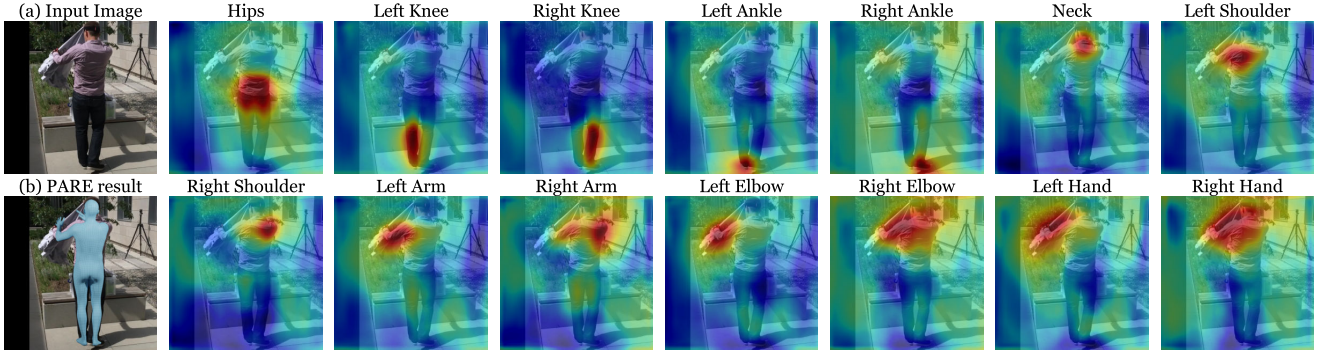 (a) Input Image Hips Left Knee Right Knee Left Ankle Right Ankle Neck Left Shoulder
(b) PARE result Right Shoulder Left Arm Right Arm Left Elbow Right Elbow Left Hand Right Hand